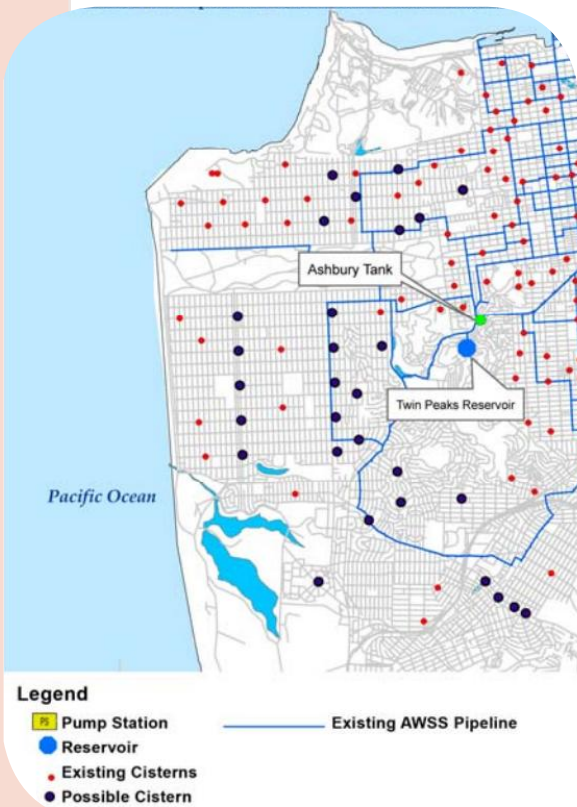 Ashbury Tank
Twin Peaks Reservoir
Pacific Ocean
Legend
PS Pump Station
Existing AWSS Pipeline
Reservoir
Existing Cisterns
Possible Cistern